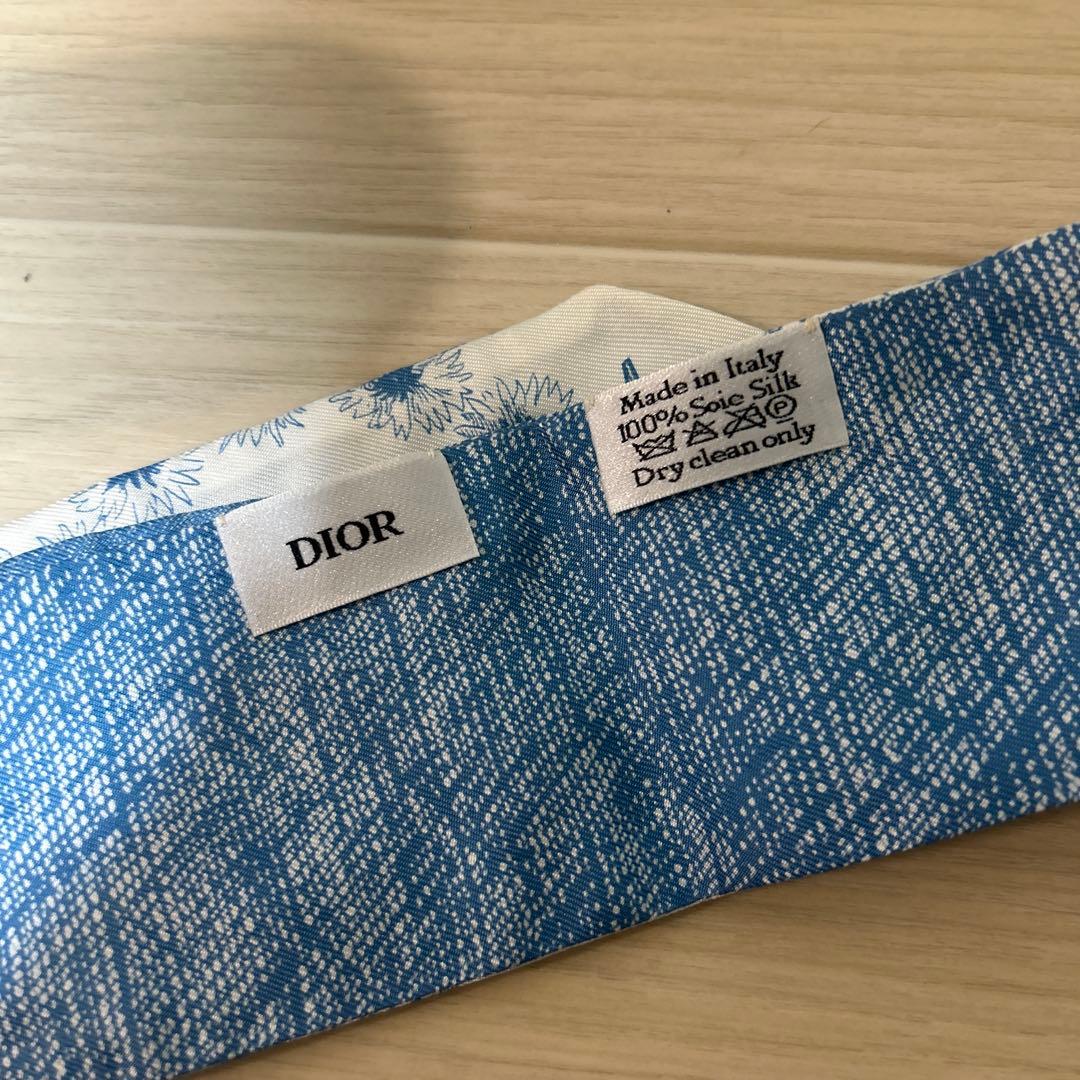 DIOR
Made in Italy
100% Soie Silk
P
Dry clean only